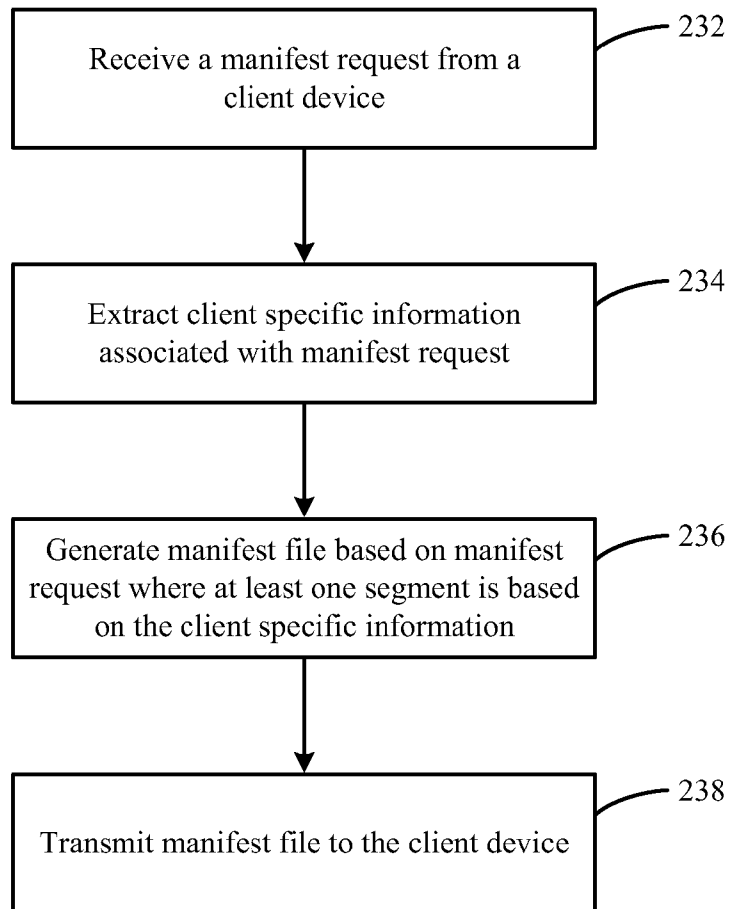 232
Receive a manifest request from a
client device
234
Extract client specific information
associated with manifest request
236
Generate manifest file based on manifest
request where at least one segment is based
on the client specific information
238
Transmit manifest file to the client device